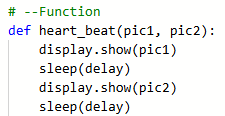 # --Function
def heart_beat(pic1, pic2):
    display.show(pic1)
    sleep(delay)
    display.show(pic2)
    sleep(delay)